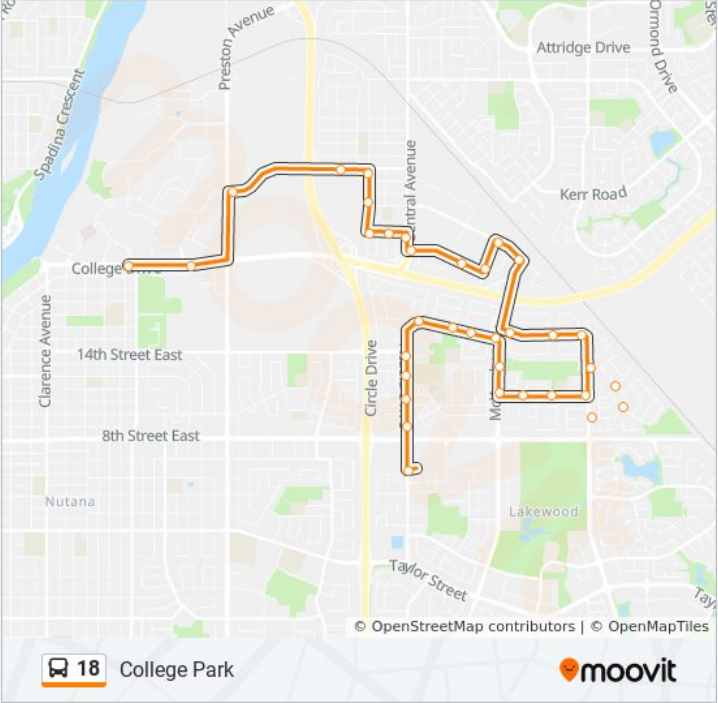 Preston Avenue
Attridge Drive
Ormond Drive
Spadina Crescent
Central Avenue
Kerr Road
College Drive
Clarence Avenue
14th Street East
Circle Drive
8th Street East
Nutana
Lakewood
Taylor Street
© OpenStreetMap contributors | © OpenMapTiles
18 College Park
moovit